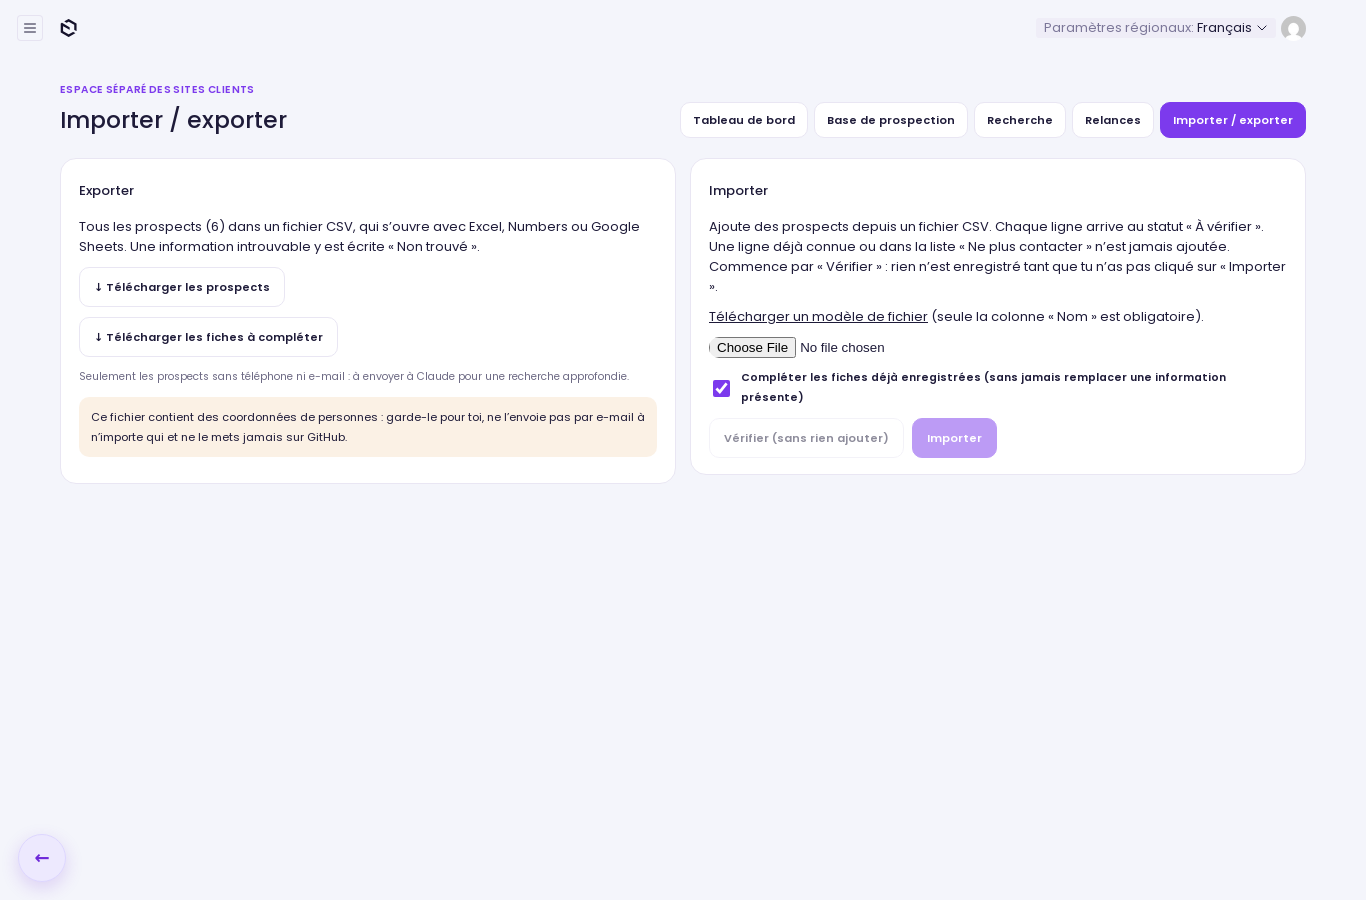 Paramètres régionaux: Français
ESPACE SÉPARÉ DES SITES CLIENTS
Importer / exporter
Tableau de bord
Base de prospection
Recherche
Relances
Importer / exporter
Exporter
Tous les prospects (6) dans un fichier CSV, qui s’ouvre avec Excel, Numbers ou Google
Sheets. Une information introuvable y est écrite « Non trouvé ».
↓ Télécharger les prospects
↓ Télécharger les fiches à compléter
Seulement les prospects sans téléphone ni e-mail : à envoyer à Claude pour une recherche approfondie.
Ce fichier contient des coordonnées de personnes : garde-le pour toi, ne l’envoie pas par e-mail à
n’importe qui et ne le mets jamais sur GitHub.
Importer
Ajoute des prospects depuis un fichier CSV. Chaque ligne arrive au statut « À vérifier ».
Une ligne déjà connue ou dans la liste « Ne plus contacter » n’est jamais ajoutée.
Commence par « Vérifier » : rien n’est enregistré tant que tu n’as pas cliqué sur « Importer
».
Télécharger un modèle de fichier (seule la colonne « Nom » est obligatoire).
Choose File No file chosen
Compléter les fiches déjà enregistrées (sans jamais remplacer une information
présente)
Vérifier (sans rien ajouter)
Importer
←